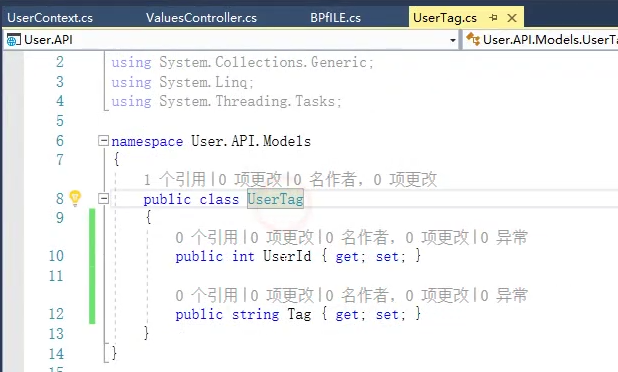 UserContext.cs ValuesController.cs BPfILE.cs UserTag.cs
User.API User.API.Models.UserTa
2 using System.Collections.Generic;
3 using System.Linq;
4 using System.Threading.Tasks;
5
6 namespace User.API.Models
7 {
1 个引用|0 项更改|0 名作者, 0 项更改
8 public class UserTag
9 {
0 个引用|0 项更改|0 名作者, 0 项更改|0 异常
10 public int UserId { get; set; }
11
0 个引用|0 项更改|0 名作者, 0 项更改|0 异常
12 public string Tag { get; set; }
13 }
14 }
15